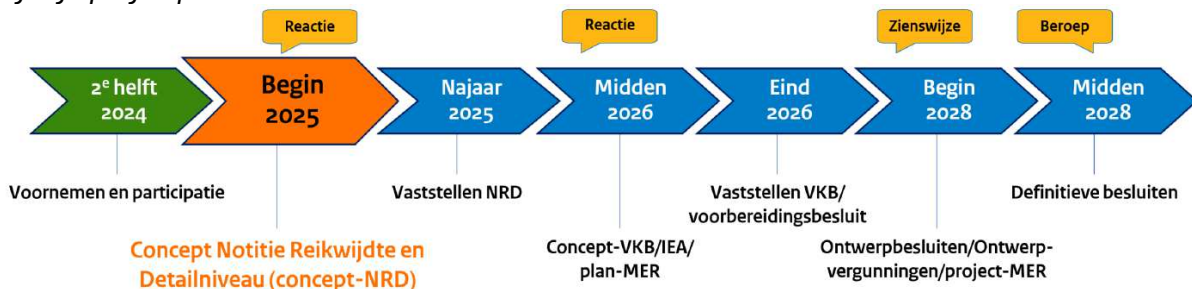 Reactie
Reactie
Zienswijze
Beroep
2e helft
2024
Begin
2025
Najaar
2025
Midden
2026
Eind
2026
Begin
2028
Midden
2028
Voornemen en participatie
Vaststellen NRD
Vaststellen VKB/
voorbereidingsbesluit
Definitieve besluiten
Concept Notitie Reikwijdte en
Detailniveau (concept-NRD)
Concept-VKB/IEA/
plan-MER
Ontwerpbesluiten/Ontwerp-
vergunningen/project-MER